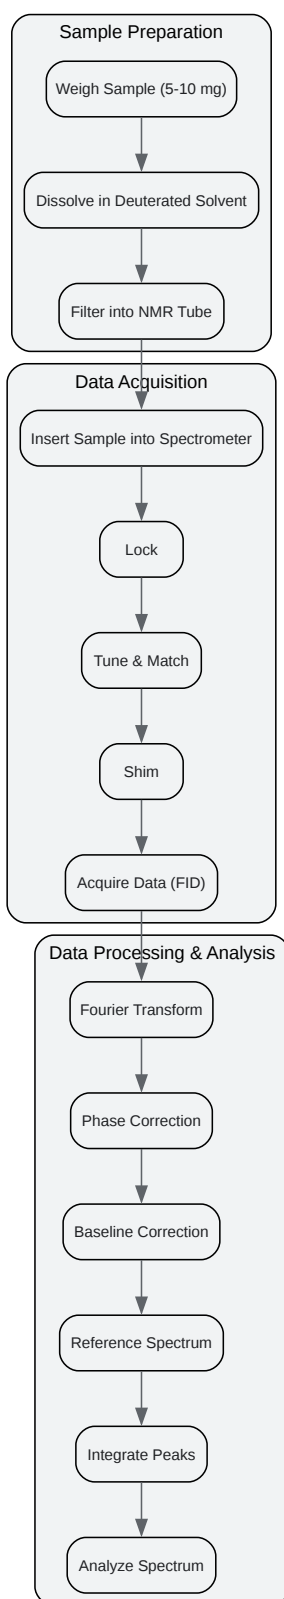 Sample Preparation
Weigh Sample (5-10 mg)
Dissolve in Deuterated Solvent
Filter into NMR Tube
Data Acquisition
Insert Sample into Spectrometer
Lock
Tune & Match
Shim
Acquire Data (FID)
Data Processing & Analysis
Fourier Transform
Phase Correction
Baseline Correction
Reference Spectrum
Integrate Peaks
Analyze Spectrum